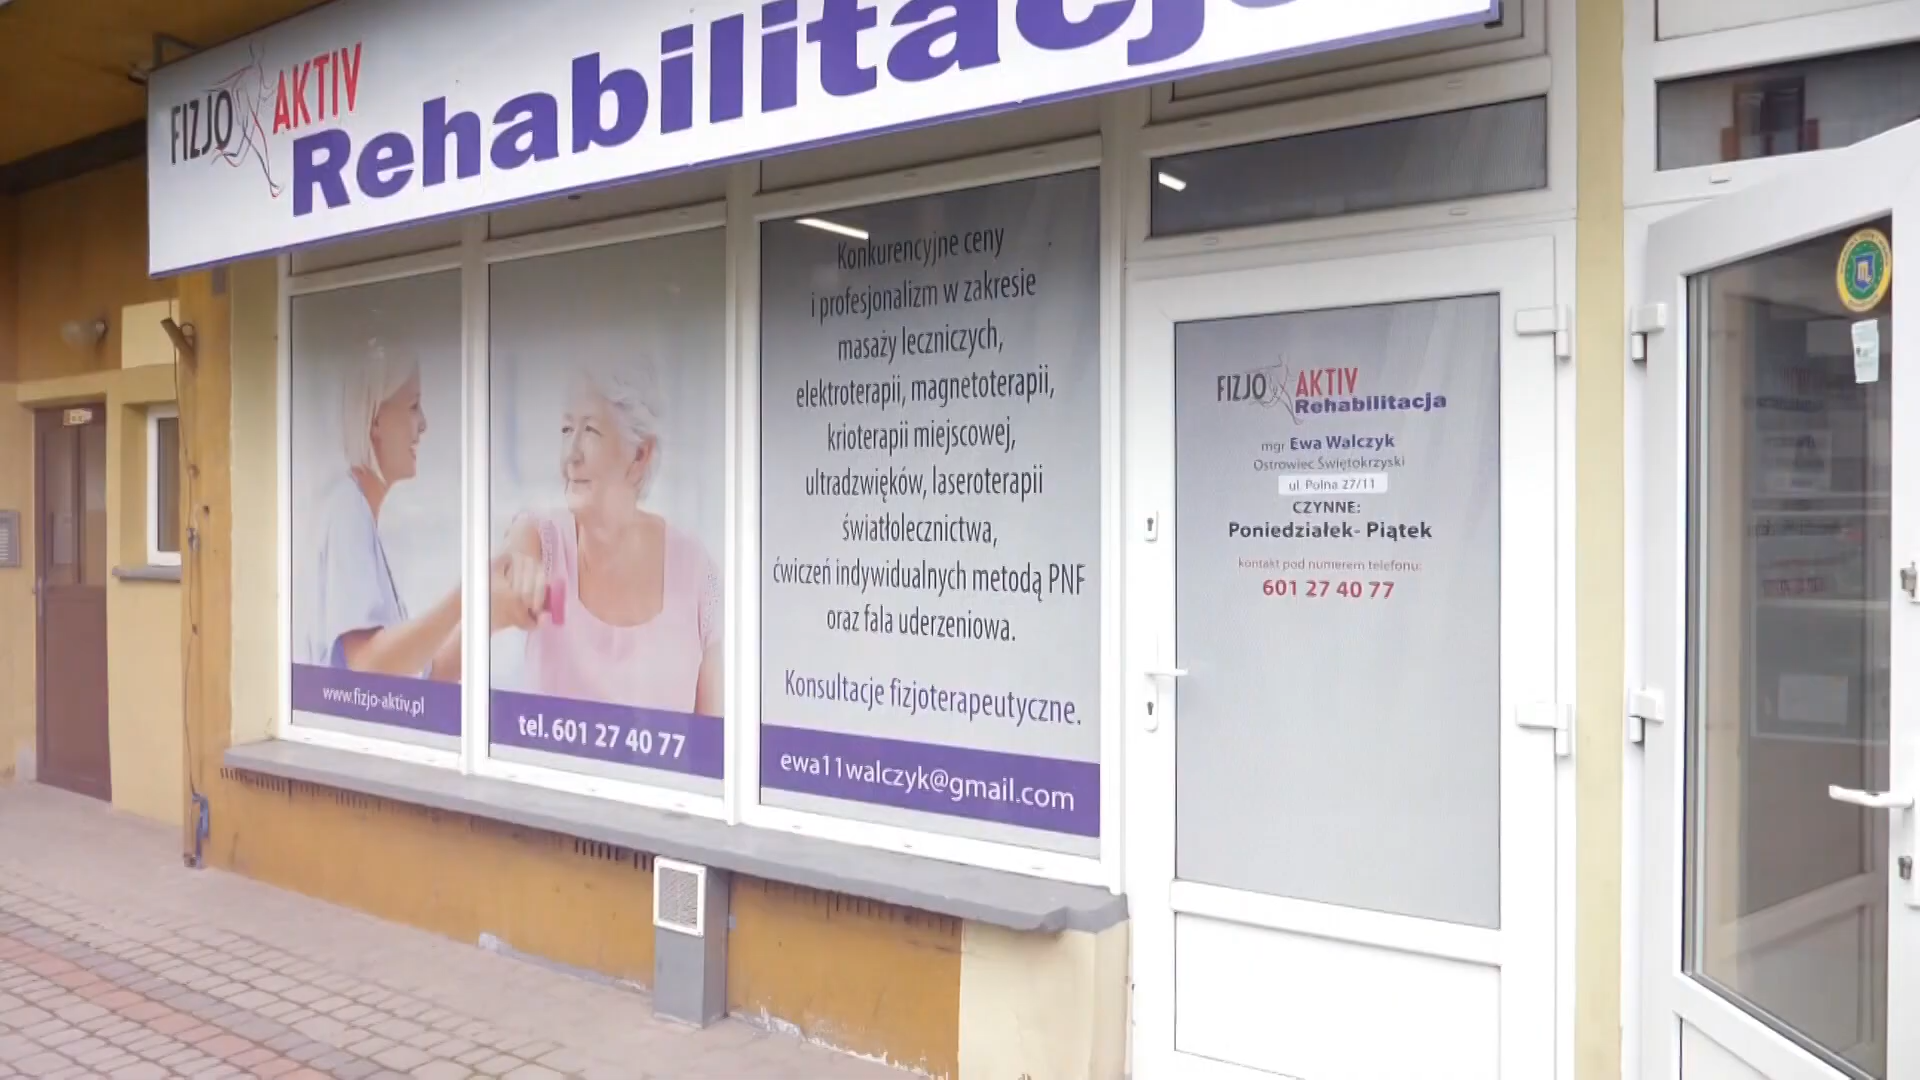 FIZJO AKTIV
Rehabilitacja
www.fizjo-aktiv.pl
tel. 601 27 40 77
Konkurencyjne ceny
i profesjonalizm w zakresie
masaży leczniczych,
elektroterapii, magnetoterapii,
krioterapii miejscowej,
ultradzwięków, laseroterapii
światłolecznictwa,
ćwiczeń indywidualnych metodą PNF
oraz fala uderzeniowa.
Konsultacje fizjoterapeutyczne.
ewa11walczyk@gmail.com
FIZJO AKTIV
Rehabilitacja
mgr Ewa Walczyk
Ostrowiec Świętokrzyski
ul. Polna 27/11
CZYNNE:
Poniedziałek- Piątek
kontakt pod numerem telefonu:
601 27 40 77